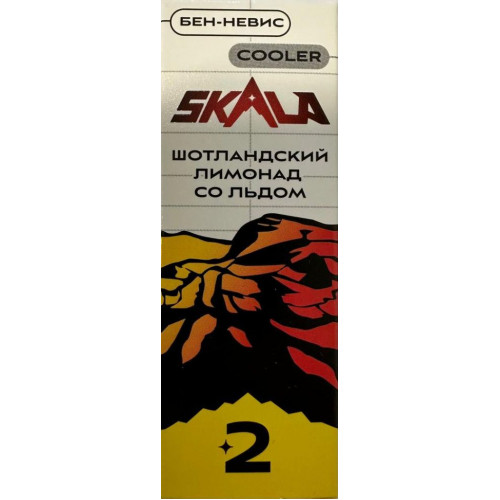 БЕН-НЕВИС
COOLER
SKALA
ШОТЛАНДСКИЙ
ЛИМОНАД
СО ЛЬДОМ
2